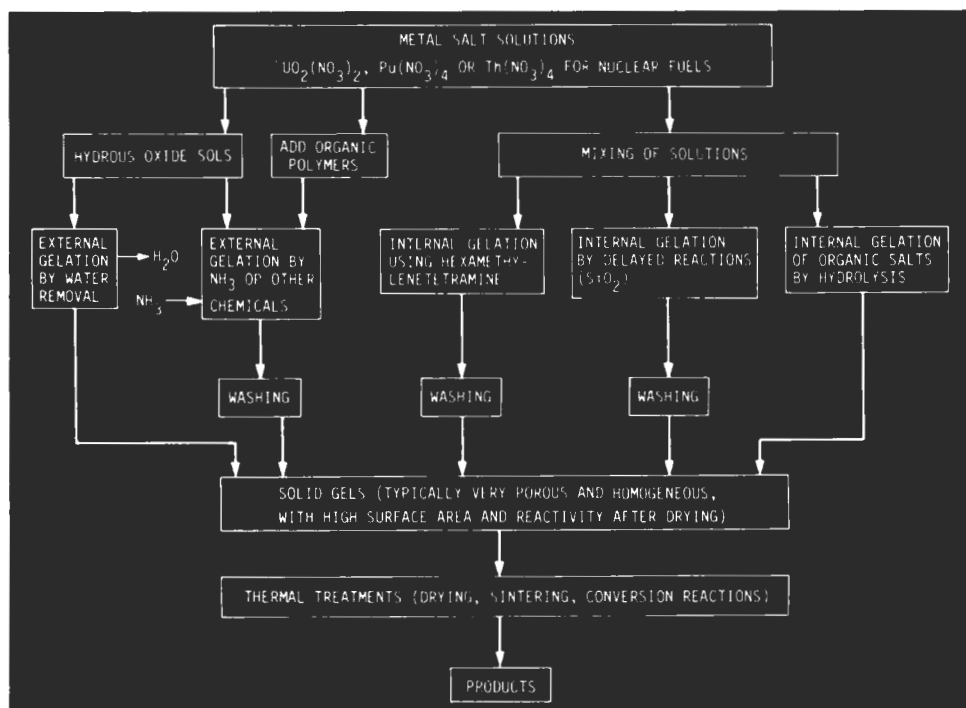 METAL SALT SOLUTIONS
UO2(NO3)2, Pu(NO3)4 OR Th(NO3)4 FOR NUCLEAR FUELS
HYDROUS OXIDE SOLS
ADD ORGANIC
POLYMERS
MIXING OF SOLUTIONS
EXTERNAL
GELATION
BY WATER
REMOVAL
H2O
NH3
EXTERNAL
GELATION BY
NH3 OR OTHER
CHEMICALS
INTERNAL GELATION
USING HEXAMETHY-
LENETETRAMINE
INTERNAL GELATION
BY DELAYED REACTIONS
(SiO2)
INTERNAL GELATION
OF ORGANIC SALTS
BY HYDROLYSIS
WASHING
WASHING
WASHING
SOLID GELS (TYPICALLY VERY POROUS AND HOMOGENEOUS,
WITH HIGH SURFACE AREA AND REACTIVITY AFTER DRYING)
THERMAL TREATMENTS (DRYING, SINTERING, CONVERSION REACTIONS)
PRODUCTS